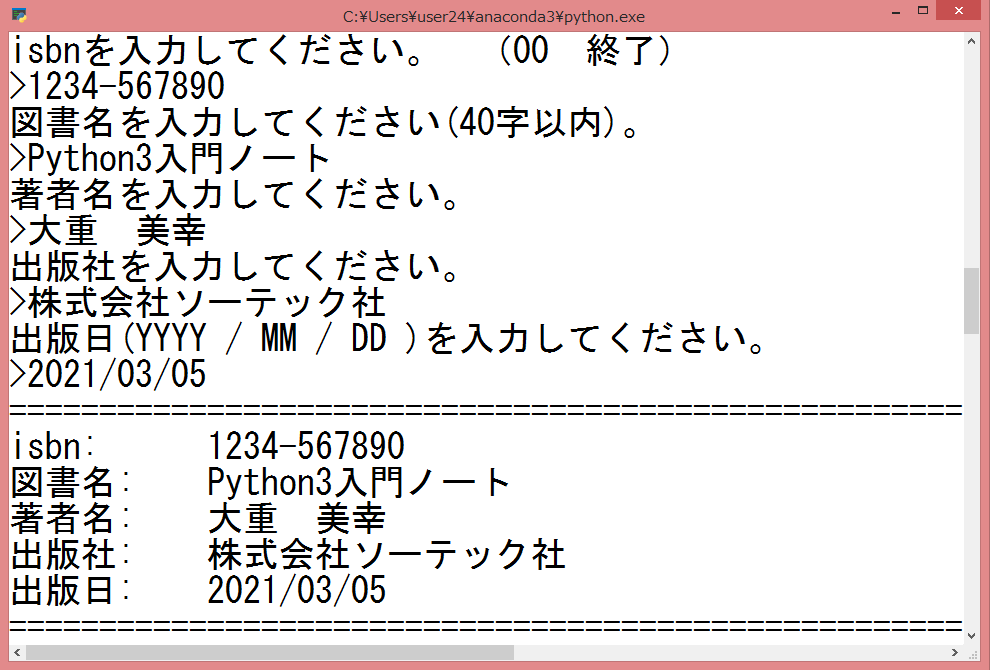 C:¥Users¥user24¥anaconda3¥python.exe
isbnを入力してください。　　(00　終了)
>1234-567890
図書名を入力してください(40字以内)。
>Python3入門ノート
著者名を入力してください。
>大重　美幸
出版社を入力してください。
>株式会社ソーテック社
出版日(YYYY / MM / DD )を入力してください。
>2021/03/05
=====================================================
isbn:　　　1234-567890
図書名:　　Python3入門ノート
著者名:　　大重　美幸
出版社:　　株式会社ソーテック社
出版日:　　2021/03/05
=====================================================